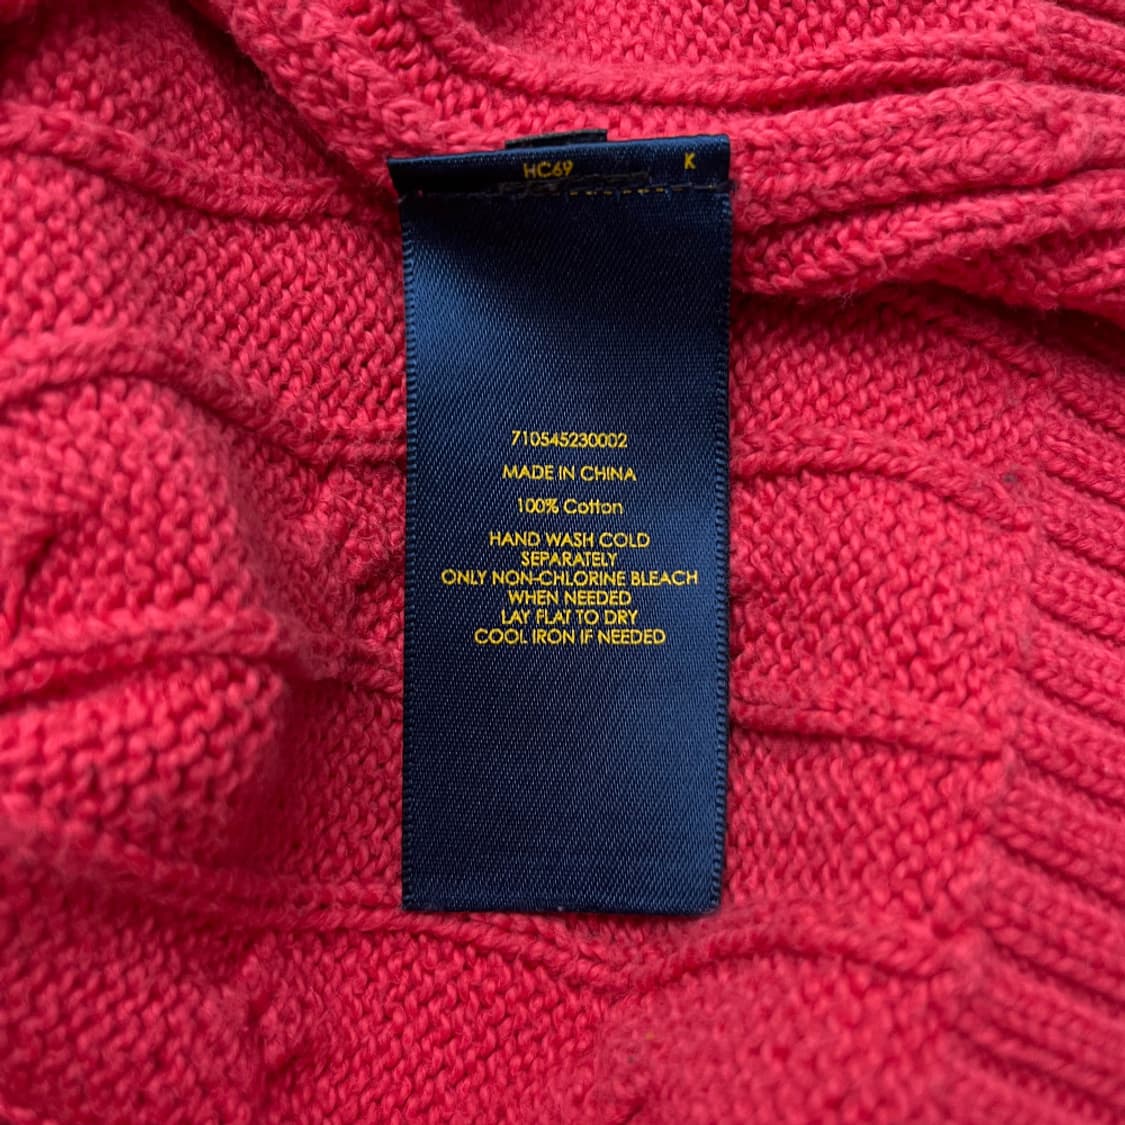 HC69 K
710545230002
MADE IN CHINA
100% Cotton
HAND WASH COLD
SEPARATELY
ONLY NON-CHLORINE BLEACH
WHEN NEEDED
LAY FLAT TO DRY
COOL IRON IF NEEDED